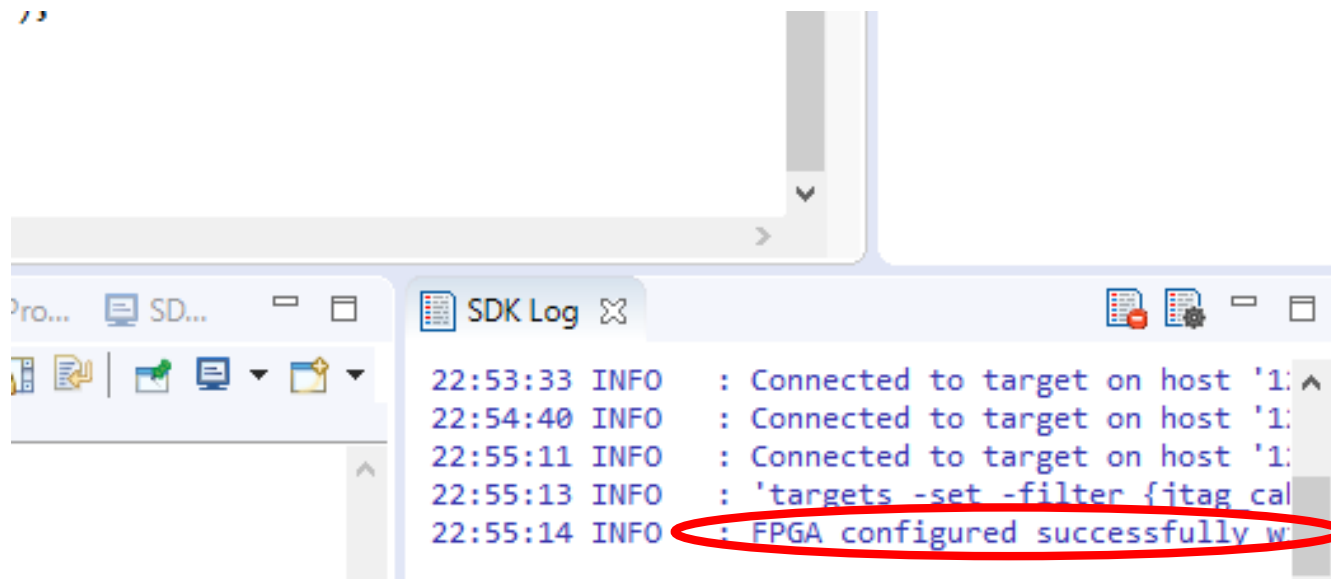 );
Pro... SD...
SDK Log
22:53:33 INFO : Connected to target on host '1
22:54:40 INFO : Connected to target on host '1
22:55:11 INFO : Connected to target on host '1
22:55:13 INFO : 'targets -set -filter {jtag_cal
22:55:14 INFO : FPGA configured successfully w